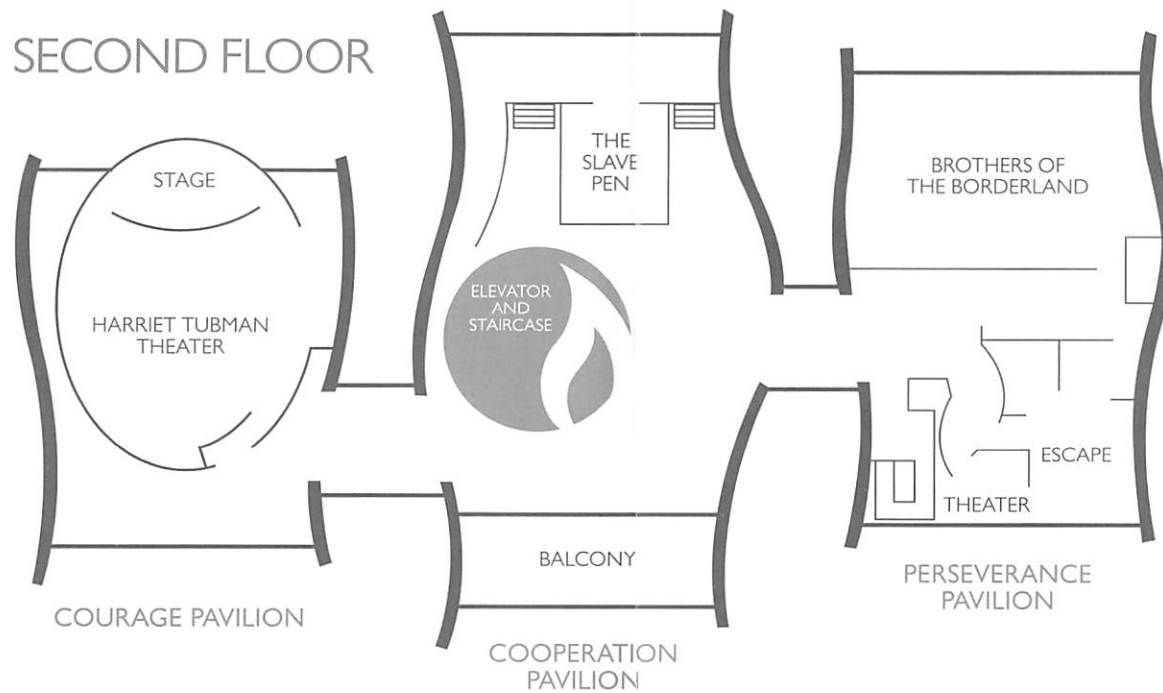 SECOND FLOOR
STAGE
HARRIET TUBMAN
THEATER
COURAGE PAVILION
THE
SLAVE
PEN
ELEVATOR
AND
STAIRCASE
BALCONY
COOPERATION
PAVILION
BROTHERS OF
THE BORDERLAND
ESCAPE
THEATER
PERSEVERANCE
PAVILION